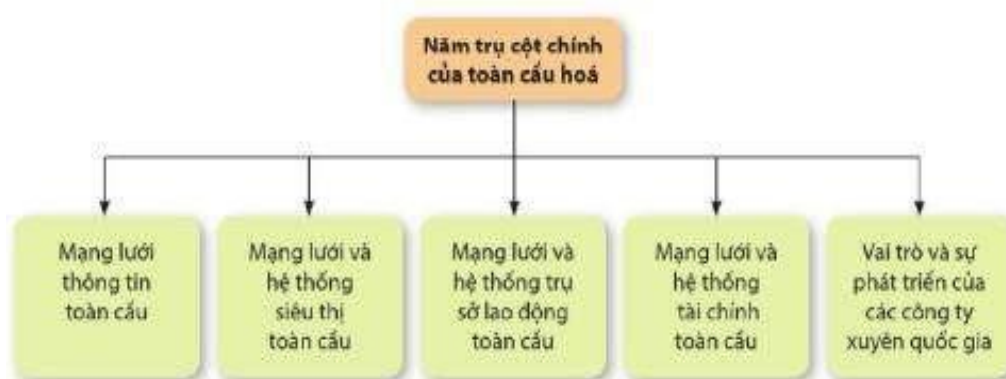 Năm trụ cột chính
của toàn cầu hoá
Mạng lưới
thông tin
toàn cầu
Mạng lưới và
hệ thống
siêu thị
toàn cầu
Mạng lưới và
hệ thống trụ
sở lao động
toàn cầu
Mạng lưới và
hệ thống
tài chính
toàn cầu
Vai trò và sự
phát triển của
các công ty
xuyên quốc gia